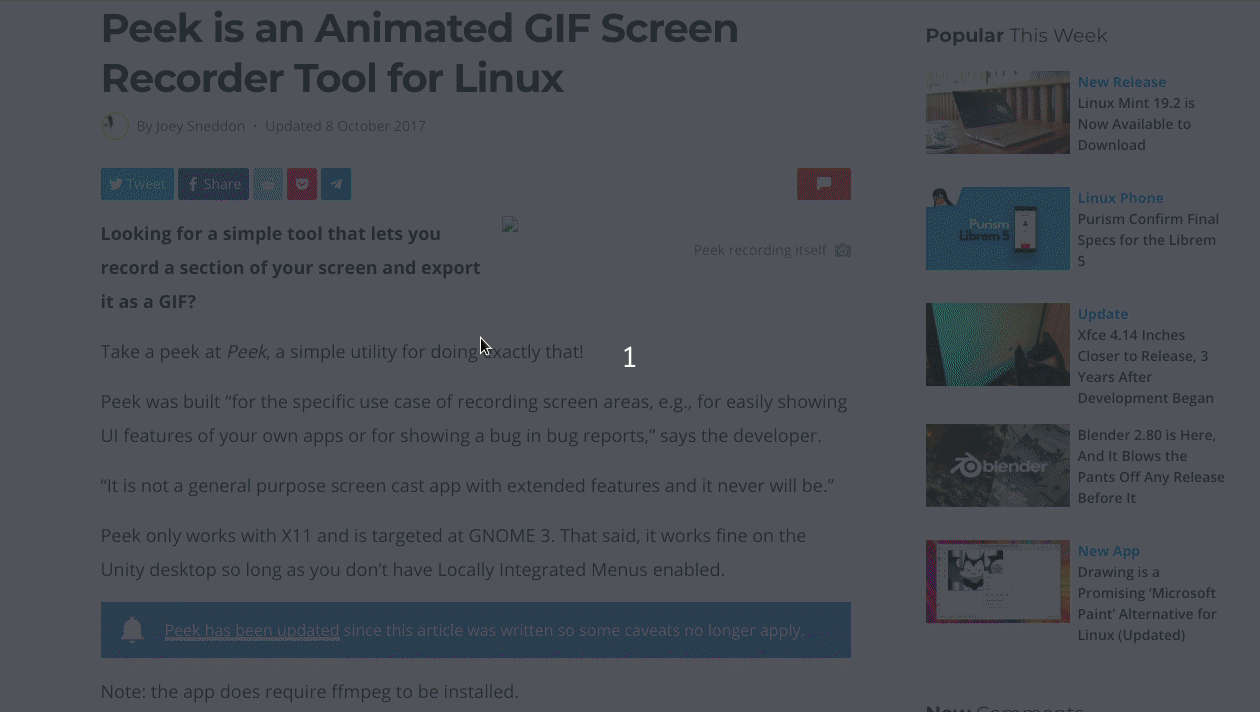 Peek is an Animated GIF Screen
Recorder Tool for Linux
By Joey Sneddon · Updated 8 October 2017
Tweet
Share
Looking for a simple tool that lets you
record a section of your screen and export
it as a GIF?
Peek recording itself
Take a peek at Peek, a simple utility for doing exactly that!
1
Peek was built “for the specific use case of recording screen areas, e.g., for easily showing
UI features of your own apps or for showing a bug in bug reports,” says the developer.
“It is not a general purpose screen cast app with extended features and it never will be.”
Peek only works with X11 and is targeted at GNOME 3. That said, it works fine on the
Unity desktop so long as you don’t have Locally Integrated Menus enabled.
Peek has been updated since this article was written so some caveats no longer apply.
Note: the app does require ffmpeg to be installed.
Popular This Week
New Release
Linux Mint 19.2 is
Now Available to
Download
Purism
Librem 5
Linux Phone
Purism Confirm Final
Specs for the Librem
5
Update
Xfce 4.14 Inches
Closer to Release, 3
Years After
Development Began
blender
Blender 2.80 is Here,
And It Blows the
Pants Off Any Release
Before It
New App
Drawing is a
Promising ‘Microsoft
Paint’ Alternative for
Linux (Updated)
New Comments